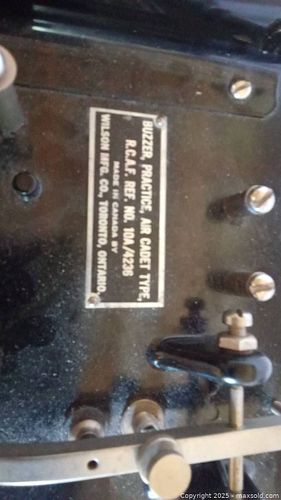 BUZZER, PRACTICE, AIR CADET TYPE,
R.C.A.F. REF. NO. 10A/4236
MADE IN CANADA BY
WILSON MFG. CO., TORONTO, ONTARIO
Copyright © 2025 - maxsold.com